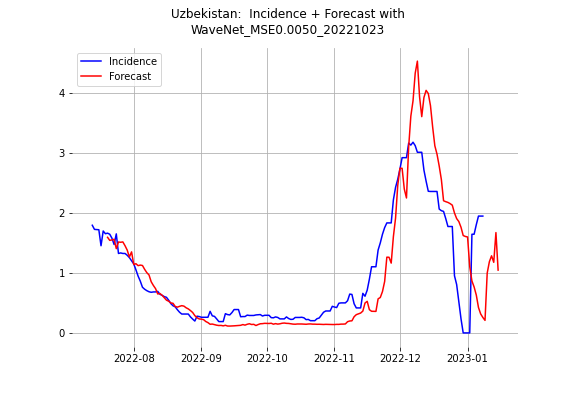 Uzbekistan:  Incidence + Forecast with
WaveNet_MSE0.0050_20221023
Incidence
Forecast
4
3
2
1
0
2022-08
2022-09
2022-10
2022-11
2022-12
2023-01